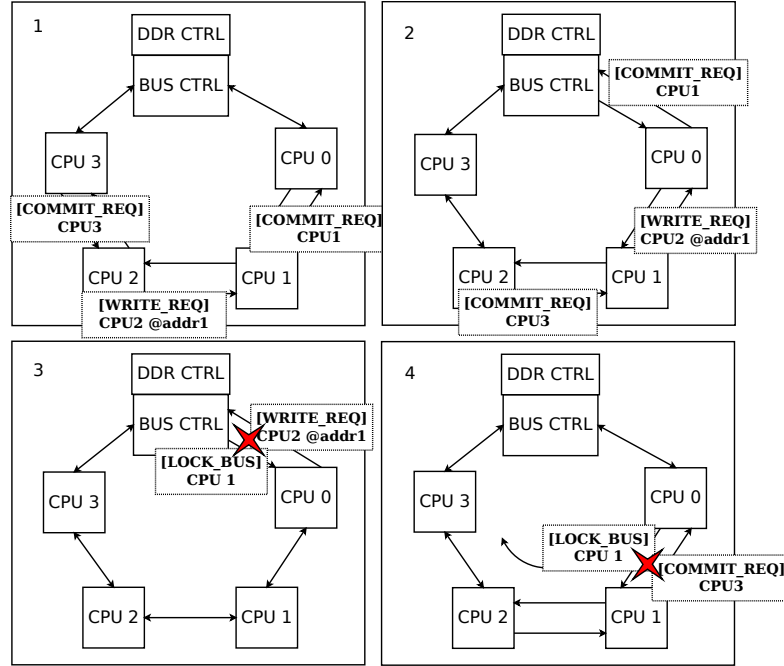 1
DDR CTRL
BUS CTRL
CPU 3
CPU 0
[COMMIT_REQ]
CPU3
[COMMIT_REQ]
CPU1
CPU 2
CPU 1
[WRITE_REQ]
CPU2 @addr1
2
DDR CTRL
BUS CTRL
[COMMIT_REQ]
CPU1
CPU 3
CPU 0
[WRITE_REQ]
CPU2 @addr1
CPU 2
CPU 1
[COMMIT_REQ]
CPU3
3
DDR CTRL
BUS CTRL
[WRITE_REQ]
CPU2 @addr1
[LOCK_BUS]
CPU 1
CPU 3
CPU 0
CPU 2
CPU 1
4
DDR CTRL
BUS CTRL
CPU 3
CPU 0
[LOCK_BUS]
CPU 1
[COMMIT_REQ]
CPU3
CPU 2
CPU 1